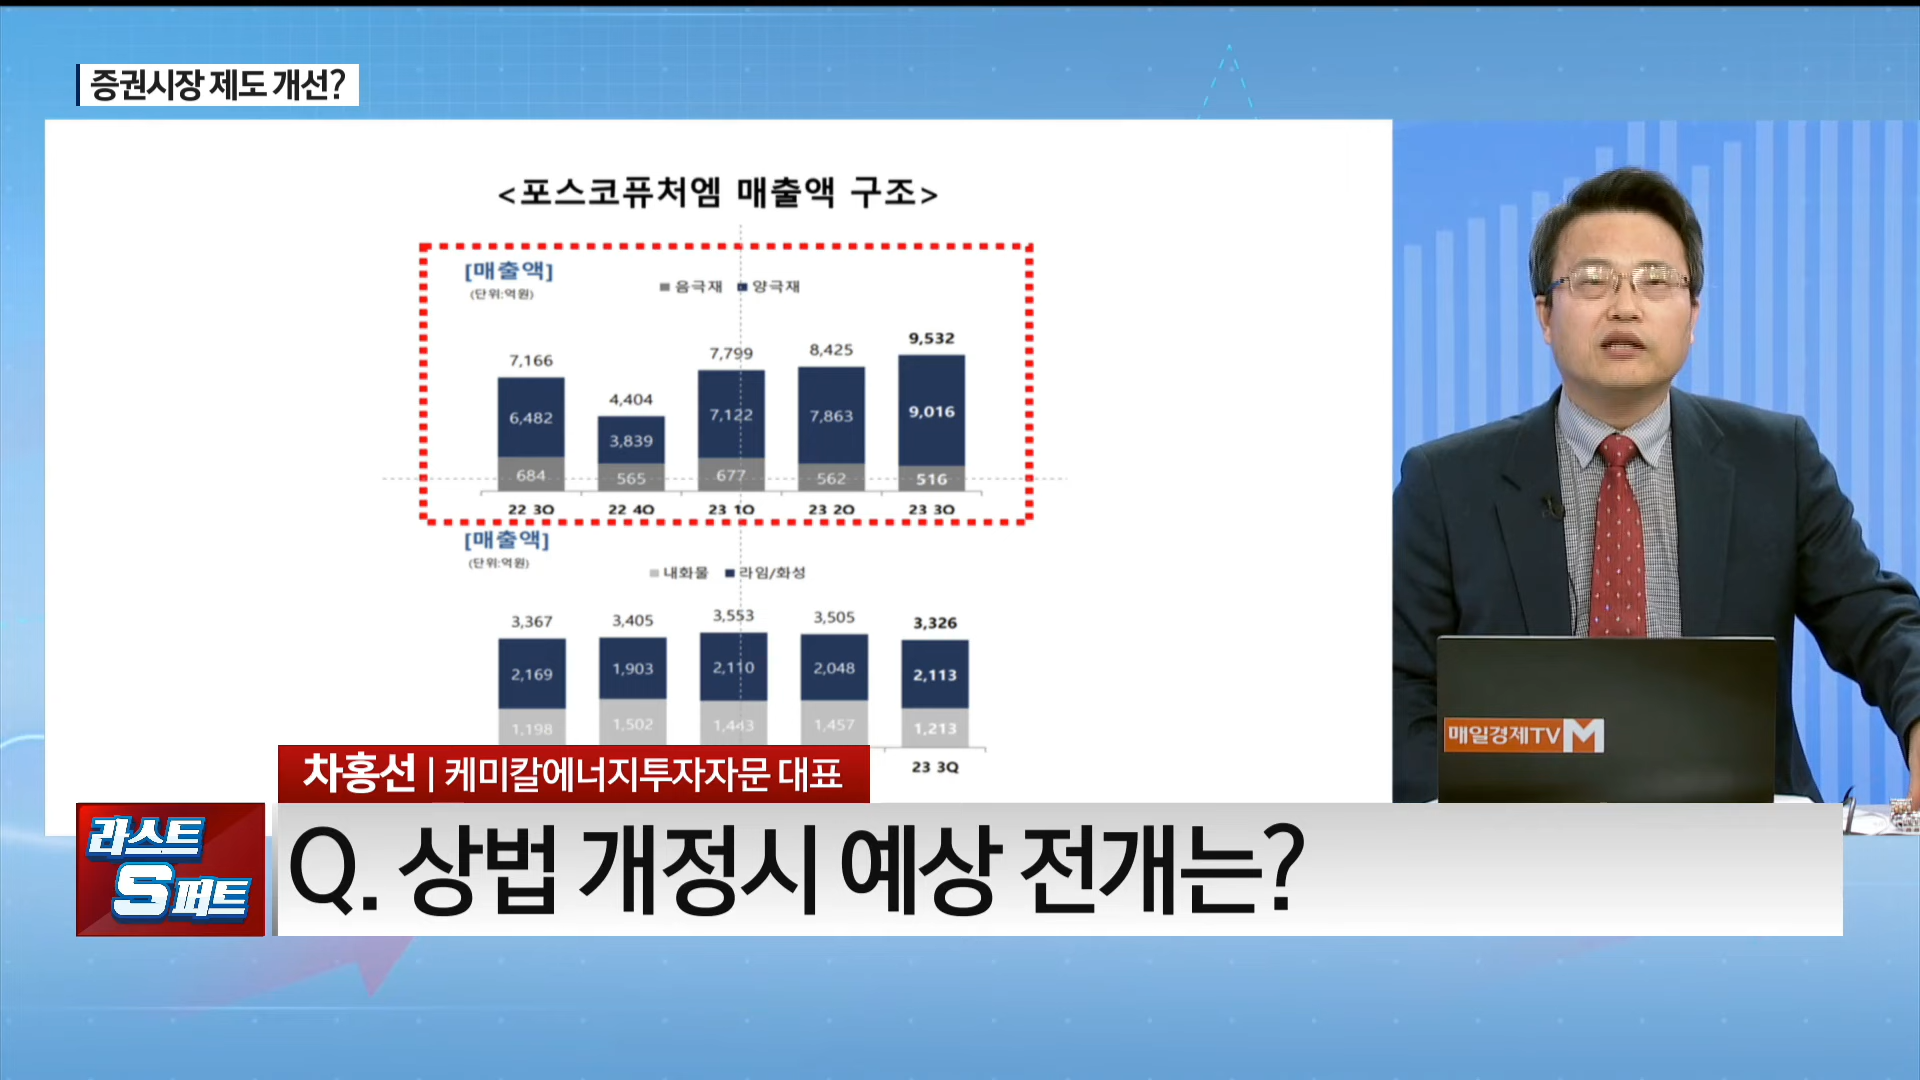 증권시장 제도 개선?
<포스코퓨처엠 매출액 구조>
[매출액]
(단위:억원)
음극재 양극재
7,166 4,404 7,799 8,425 9,532
6,482 3,839 7,122 7,863 9,016
684 565 677 562 516
22 3Q 22 4Q 23 1Q 23 2Q 23 3Q
[매출액]
(단위:억원)
내화물 라임/화성
3,367 3,405 3,553 3,505 3,326
2,169 1,903 2,110 2,048 2,113
1,198 1,502 1,443 1,457 1,213
23 3Q
매일경제TV M
차홍선 | 케미칼에너지투자자문 대표
라스트
S퍼트
Q. 상법 개정시 예상 전개는?